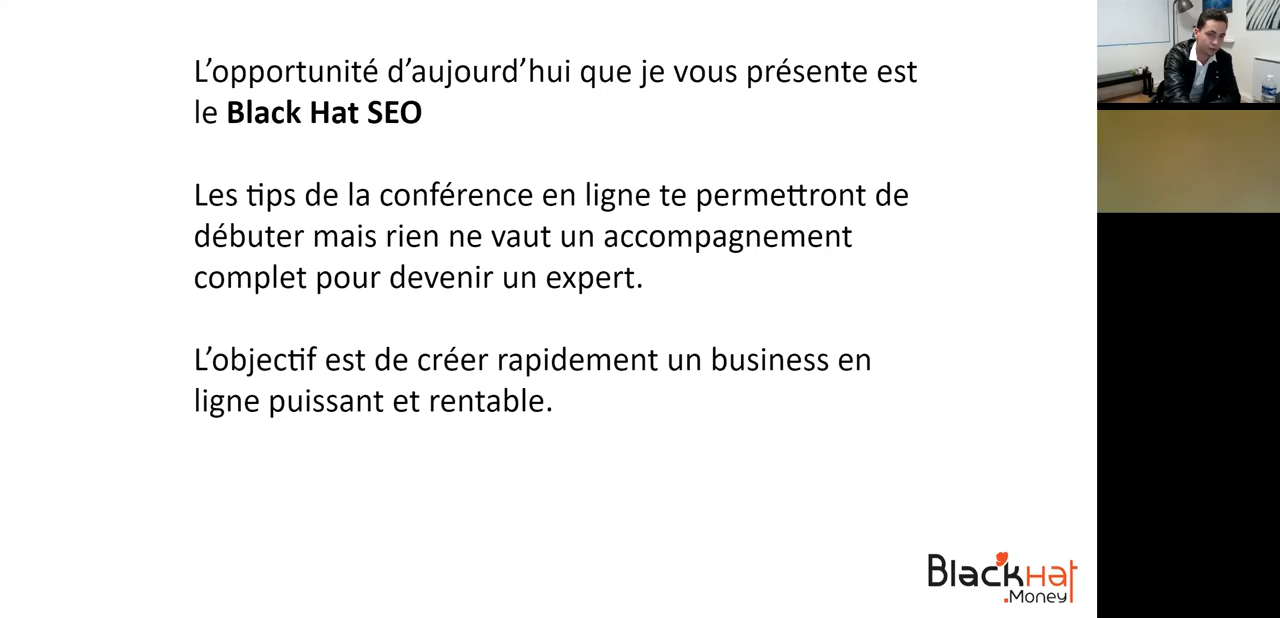 L’opportunité d’aujourd’hui que je vous présente est
le Black Hat SEO
Les tips de la conférence en ligne te permettront de
débuter mais rien ne vaut un accompagnement
complet pour devenir un expert.
L’objectif est de créer rapidement un business en
ligne puissant et rentable.
BlackHat
.Money